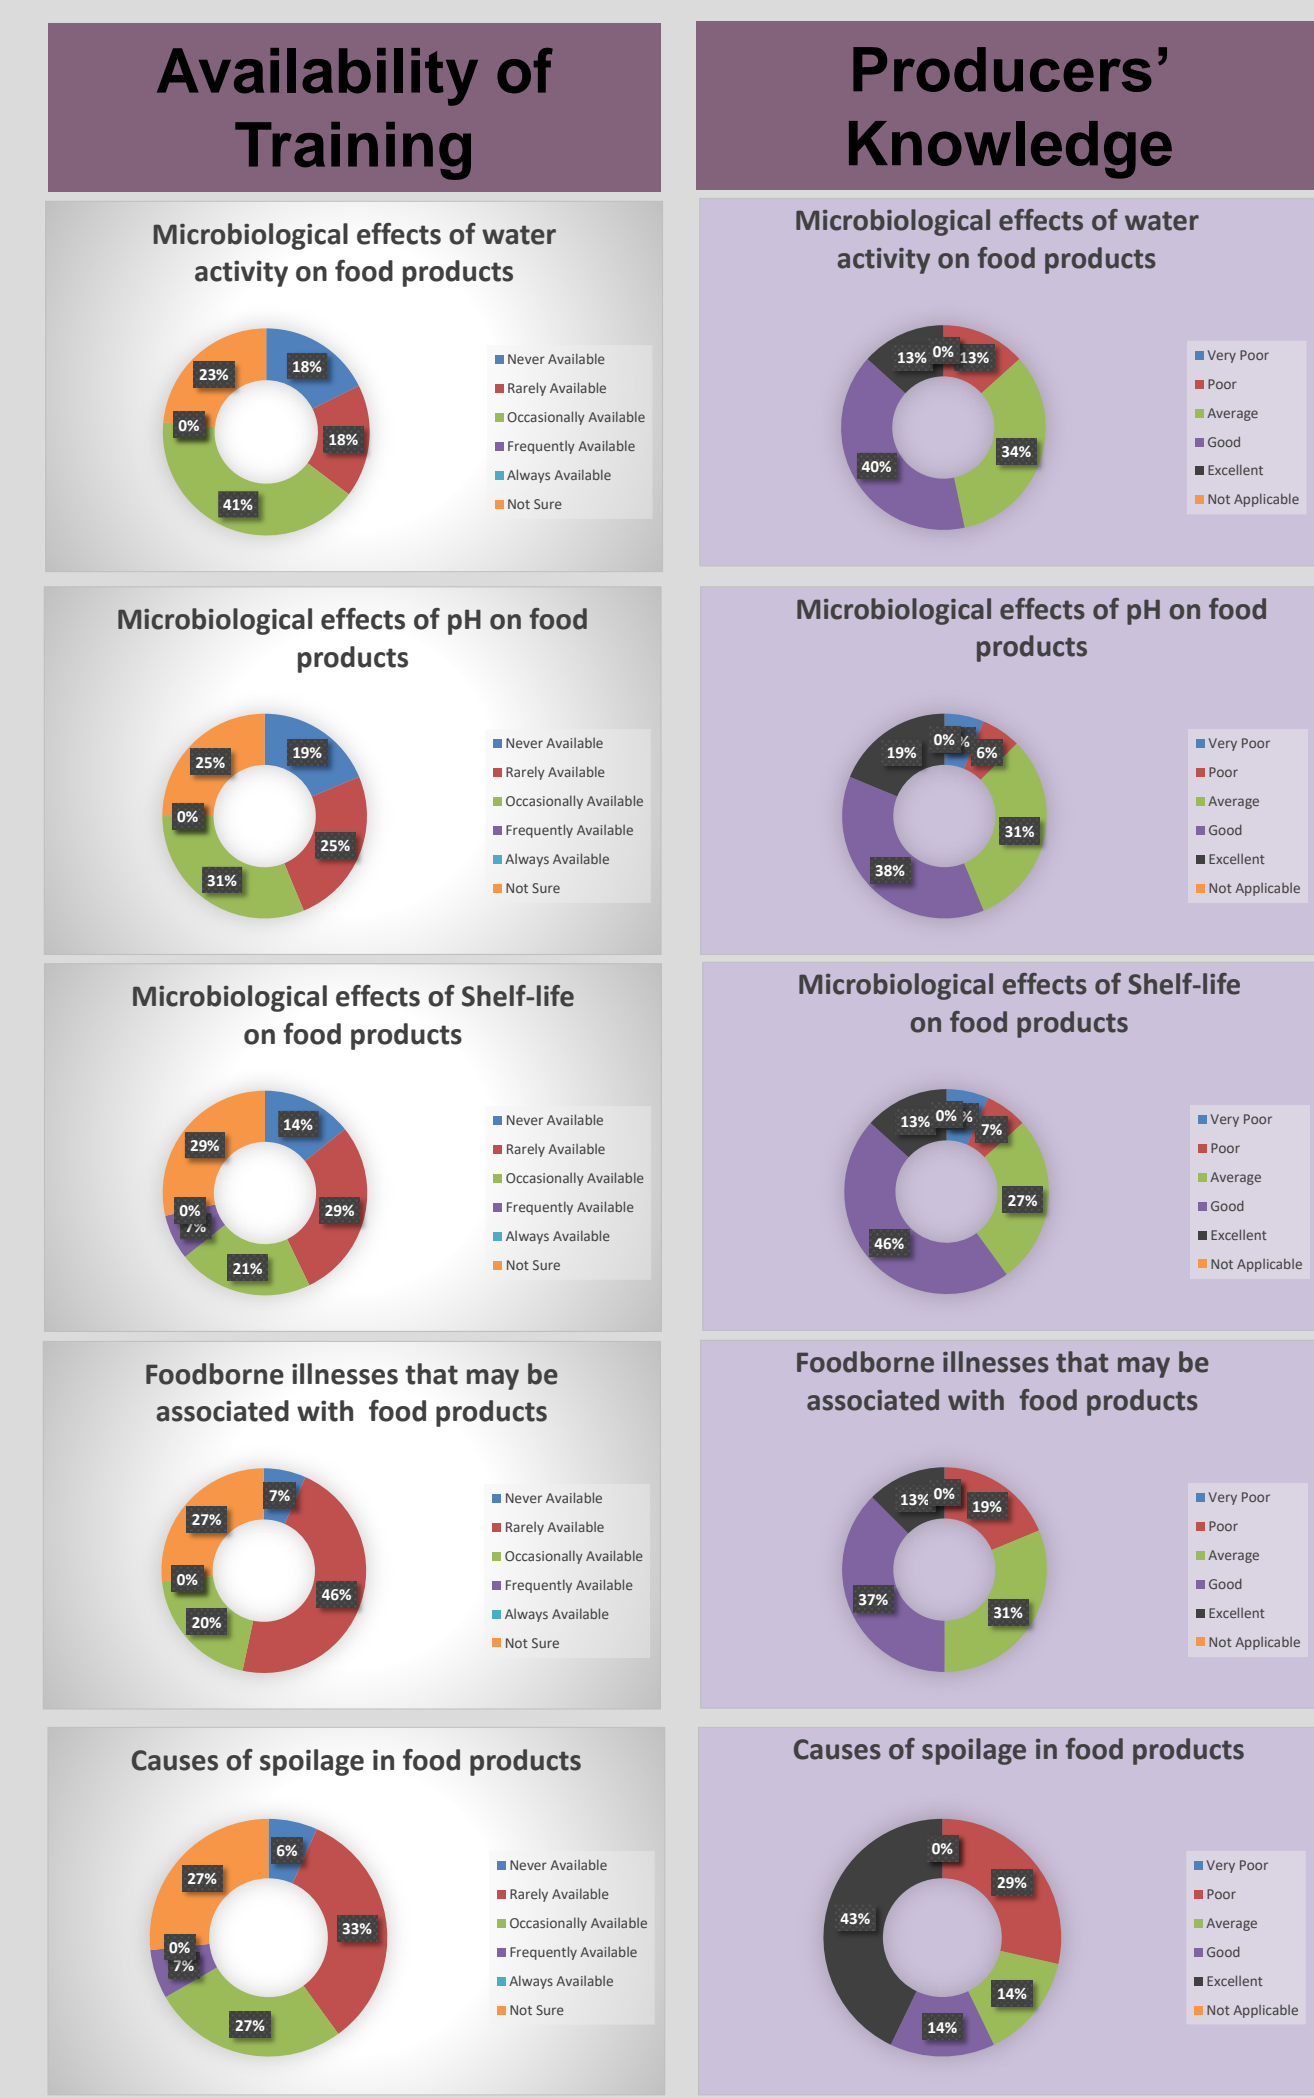 Availability of
Training
Microbiological effects of water
activity on food products
18%
18%
41%
0%
23%
Never Available
Rarely Available
Occasionally Available
Frequently Available
Always Available
Not Sure
Microbiological effects of pH on food
products
19%
25%
31%
0%
25%
Never Available
Rarely Available
Occasionally Available
Frequently Available
Always Available
Not Sure
Microbiological effects of Shelf-life
on food products
14%
29%
21%
7%
0%
29%
Never Available
Rarely Available
Occasionally Available
Frequently Available
Always Available
Not Sure
Foodborne illnesses that may be
associated with food products
7%
46%
20%
0%
27%
Never Available
Rarely Available
Occasionally Available
Frequently Available
Always Available
Not Sure
Causes of spoilage in food products
6%
33%
27%
7%
0%
27%
Never Available
Rarely Available
Occasionally Available
Frequently Available
Always Available
Not Sure
Producers’
Knowledge
Microbiological effects of water
activity on food products
13%
34%
40%
13%
0%
Very Poor
Poor
Average
Good
Excellent
Not Applicable
Microbiological effects of pH on food
products
6%
31%
38%
19%
0%
Very Poor
Poor
Average
Good
Excellent
Not Applicable
Microbiological effects of Shelf-life
on food products
7%
27%
46%
13%
0%
Very Poor
Poor
Average
Good
Excellent
Not Applicable
Foodborne illnesses that may be
associated with food products
19%
31%
37%
13%
0%
Very Poor
Poor
Average
Good
Excellent
Not Applicable
Causes of spoilage in food products
0%
29%
14%
14%
43%
Very Poor
Poor
Average
Good
Excellent
Not Applicable